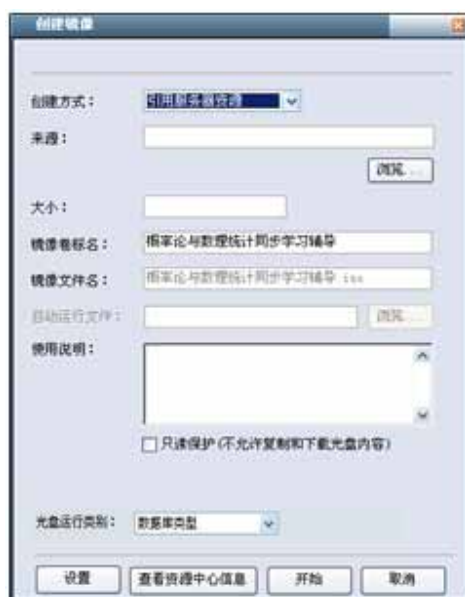 创建镜像
创建方式： 引用服务器资源
来源：
浏览...
大小：
镜像卷标名： 概率论与数理统计同步学习辅导
镜像文件名： 概率论与数理统计同步学习辅导.iso
自动运行文件： 浏览...
使用说明：
只读保护(不允许复制和下载光盘内容)
光盘运行类别： 数据库类型
设置 查看资源中心信息 开始 取消